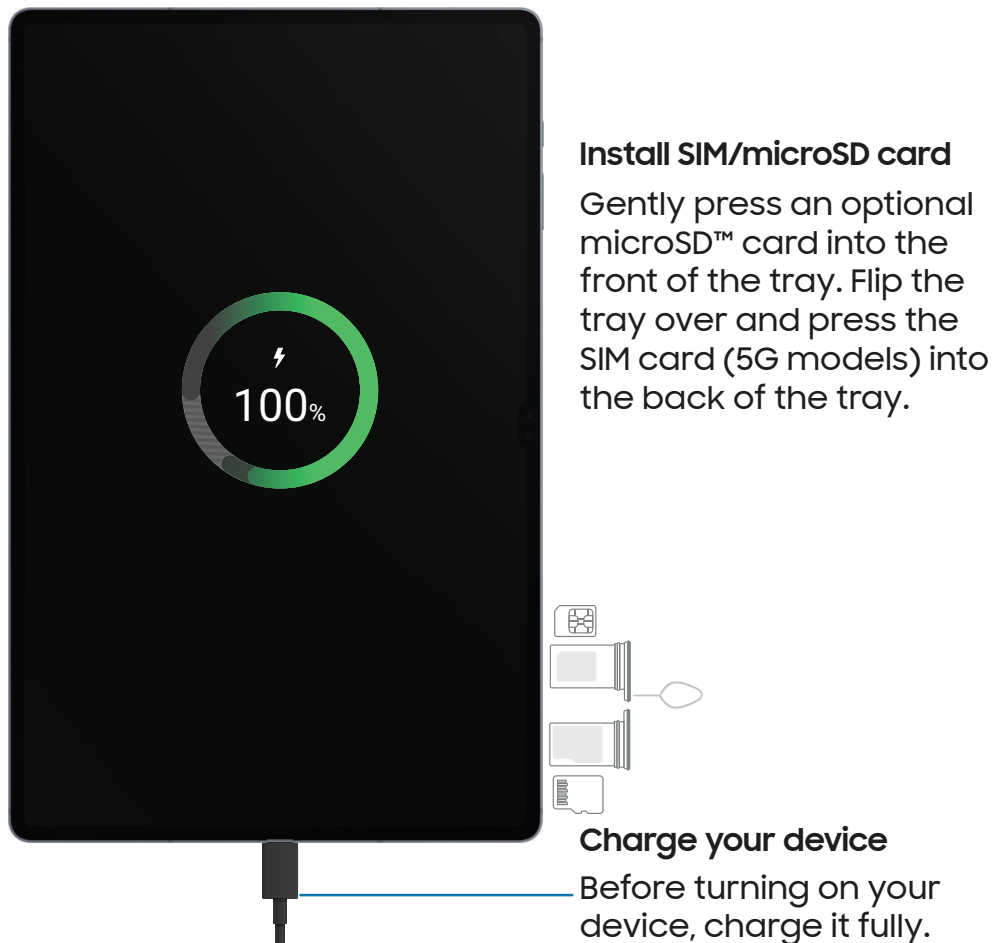 Install SIM/microSD card
Gently press an optional
microSD™ card into the
front of the tray. Flip the
tray over and press the
SIM card (5G models) into
the back of the tray.
100%
Charge your device
Before turning on your
device, charge it fully.